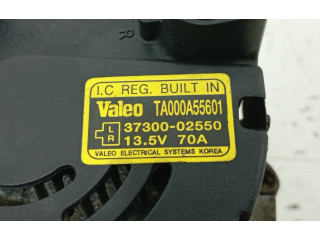 R
I.C REG. BUILT IN
Valeo TA000A55601
L R 37300-02550
13.5V 70A
VALEO ELECTRICAL SYSTEMS KOREA